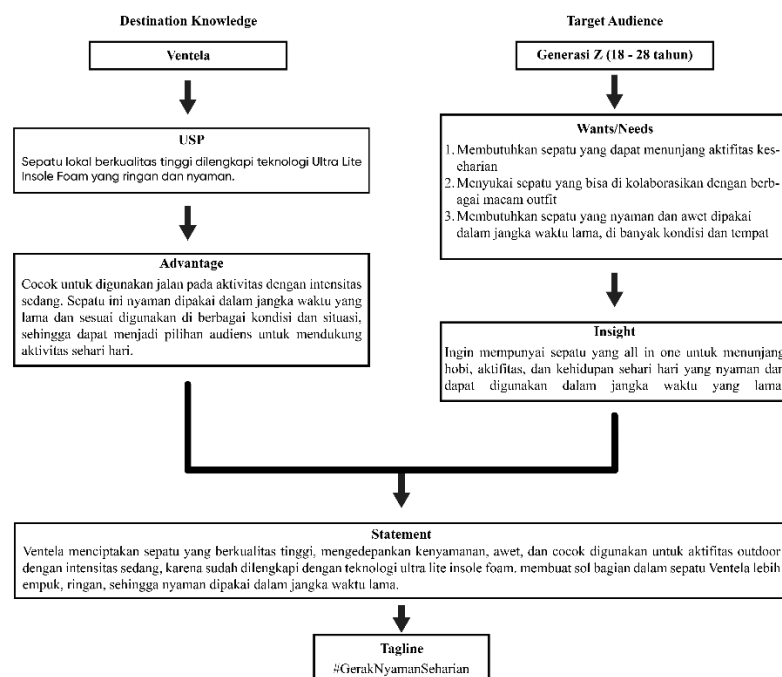 Destination Knowledge
Target Audience
Ventela
Generasi Z (18 - 28 tahun)
USP
Sepatu lokal berkualitas tinggi dilengkapi teknologi Ultra Lite
Insole Foam yang ringan dan nyaman.
Wants/Needs
1. Membutuhkan sepatu yang dapat menunjang aktifitas kes-
eharian
2. Menyukai sepatu yang bisa di kolaborasikan dengan berb-
agai macam outfit
3. Membutuhkan sepatu yang nyaman dan awet dipakai
dalam jangka waktu lama, di banyak kondisi dan tempat
Advantage
Cocok untuk digunakan jalan pada aktivitas dengan intensitas
sedang. Sepatu ini nyaman dipakai dalam jangka waktu yang
lama dan sesuai digunakan di berbagai kondisi dan situasi,
sehingga dapat menjadi pilihan audiens untuk mendukung
aktivitas sehari hari.
Insight
Ingin mempunyai sepatu yang all in one untuk menunjang
hobi, aktifitas, dan kehidupan sehari hari yang nyaman dan
dapat digunakan dalam jangka waktu yang lama
Statement
Ventela menciptakan sepatu yang berkualitas tinggi, mengedepankan kenyamanan, awet, dan cocok digunakan untuk aktifitas outdoor
dengan intensitas sedang, karena sudah dilengkapi dengan teknologi ultra lite insole foam. membuat sol bagian dalam sepatu Ventela lebih
empuk, ringan, sehingga nyaman dipakai dalam jangka waktu lama.
Tagline
#GerakNyamanSeharian